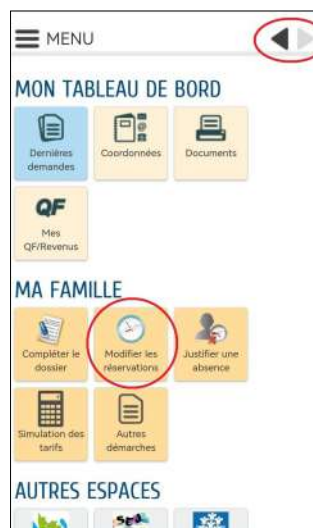 MENU
MON TABLEAU DE BORD
Dernières
demandes
Coordonnées
Documents
QF
Mes
QF/Revenus
MA FAMILLE
Compléter le
dossier
Modifier les
réservations
Justifier une
absence
Simulation des
tarifs
Autres
démarches
AUTRES ESPACES